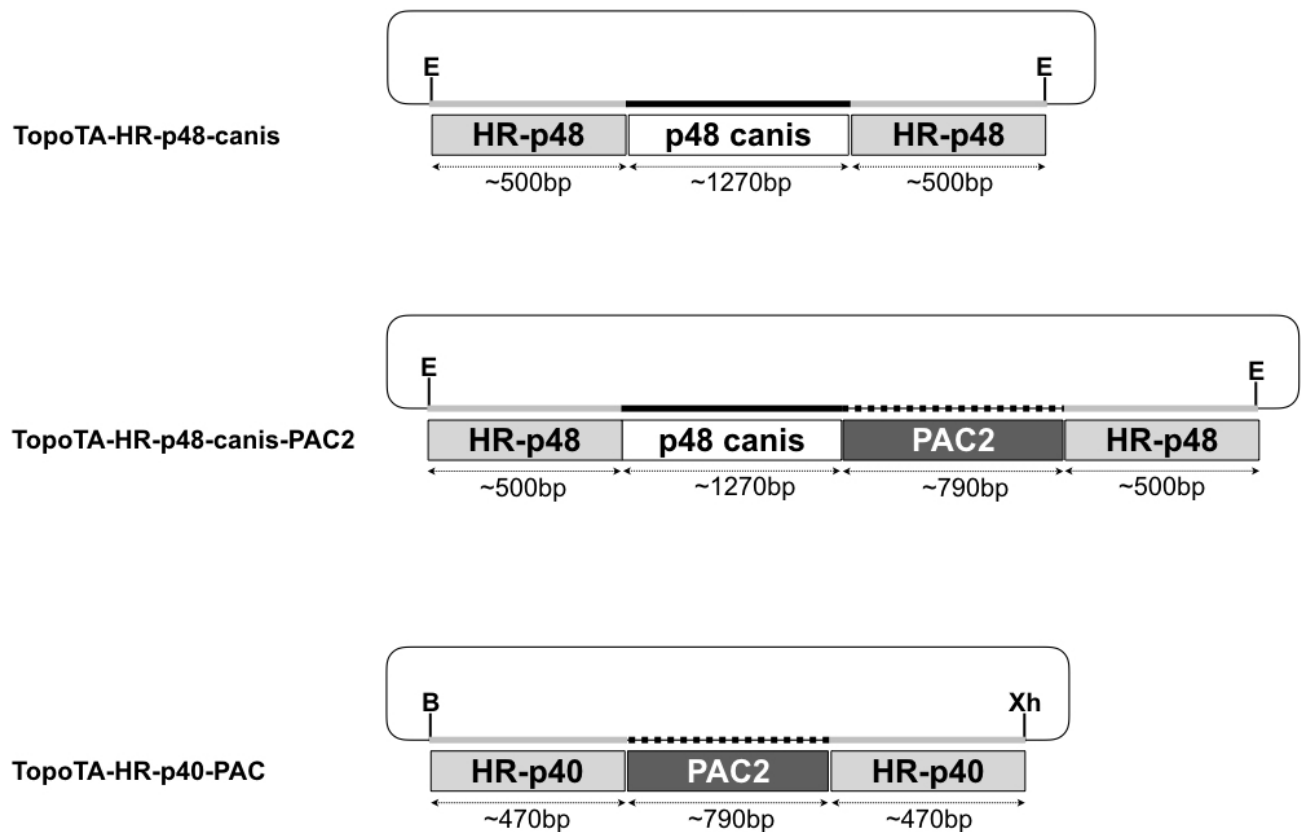 E E
TopoTA-HR-p48-canis HR-p48 p48 canis HR-p48
~500bp ~1270bp ~500bp
E E
TopoTA-HR-p48-canis-PAC2 HR-p48 p48 canis PAC2 HR-p48
~500bp ~1270bp ~790bp ~500bp
B Xh
TopoTA-HR-p40-PAC HR-p40 PAC2 HR-p40
~470bp ~790bp ~470bp